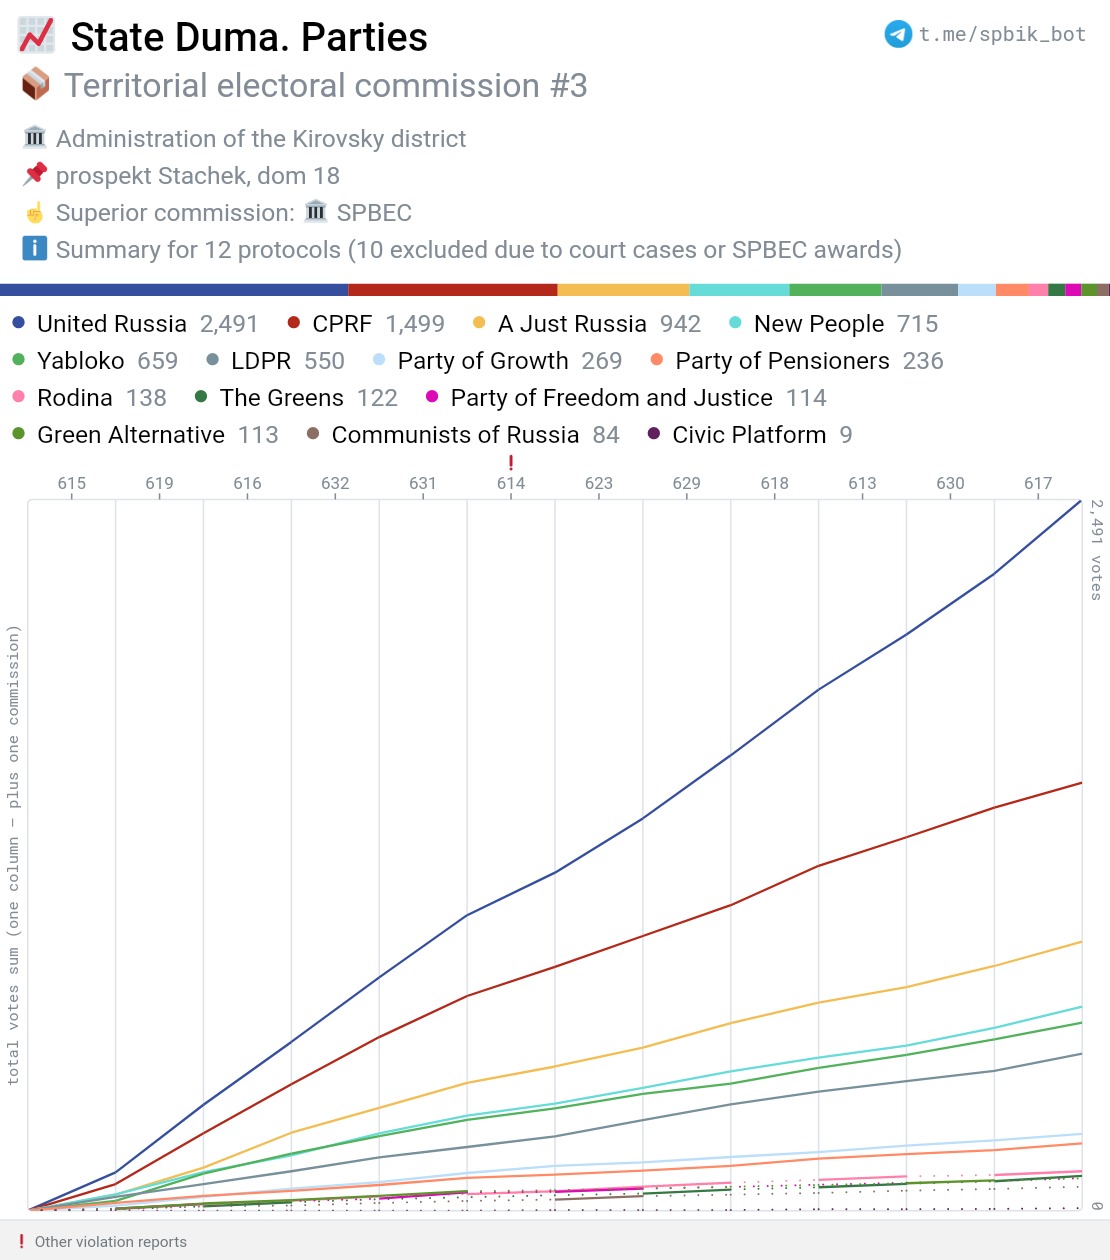 State Duma. Parties
t.me/spbik_bot
Territorial electoral commission #3
Administration of the Kirovsky district
prospekt Stachek, dom 18
Superior commission: SPBEC
Summary for 12 protocols (10 excluded due to court cases or SPBEC awards)
United Russia 2,491 CPRF 1,499 A Just Russia 942 New People 715
Yabloko 659 LDPR 550 Party of Growth 269 Party of Pensioners 236
Rodina 138 The Greens 122 Party of Freedom and Justice 114
Green Alternative 113 Communists of Russia 84 Civic Platform 9
615 619 616 632 631 614 623 629 618 613 630 617
2,491 votes
total votes sum (one column – plus one commission)
0
Other violation reports